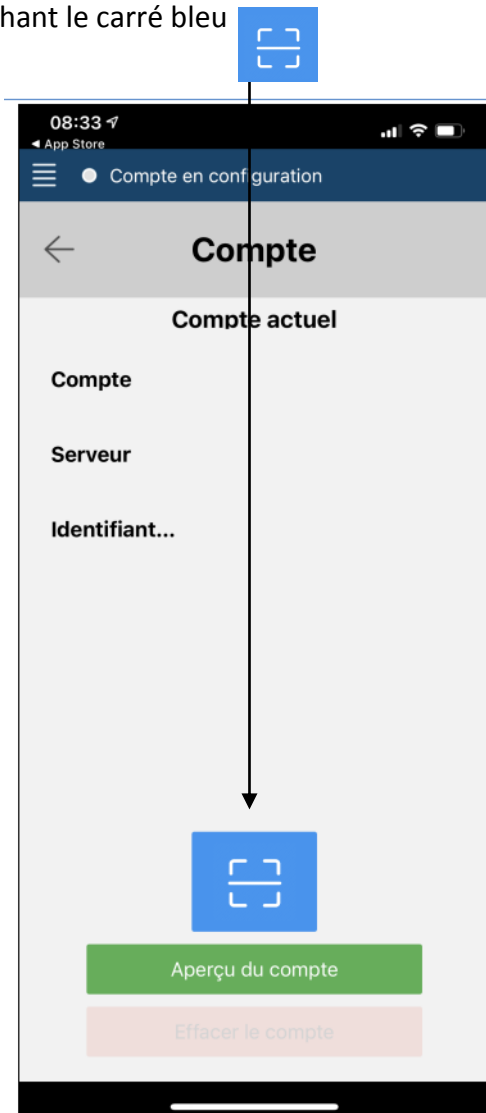 hant le carré bleu
08:33
◀ App Store
Compte en configuration
Compte
Compte actuel
Compte
Serveur
Identifiant...
Aperçu du compte
Effacer le compte